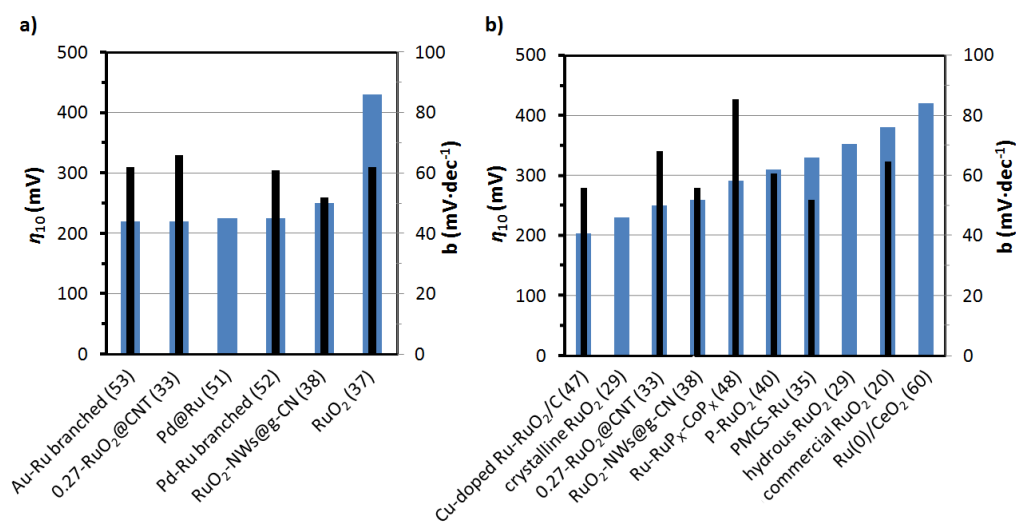 a)
500
400
300
200
100
0
η₁₀ (mV)
100
80
60
40
20
0
b (mV·dec⁻¹)
Au-Ru branched (53)
0.27-RuO₂@CNT (33)
Pd@Ru (51)
Pd-Ru branched (52)
RuO₂-NWs@g-CN (38)
RuO₂ (37)
b)
500
400
300
200
100
0
η₁₀ (mV)
100
80
60
40
20
0
b (mV·dec⁻¹)
Cu-doped Ru-RuO₂/C (47)
crystalline RuO₂ (29)
0.27-RuO₂@CNT (33)
RuO₂-NWs@g-CN (38)
Ru-RuPₓ-CoPₓ (48)
P-RuO₂ (40)
PMCS-Ru (35)
hydrous RuO₂ (29)
commercial RuO₂ (20)
Ru(0)/CeO₂ (60)